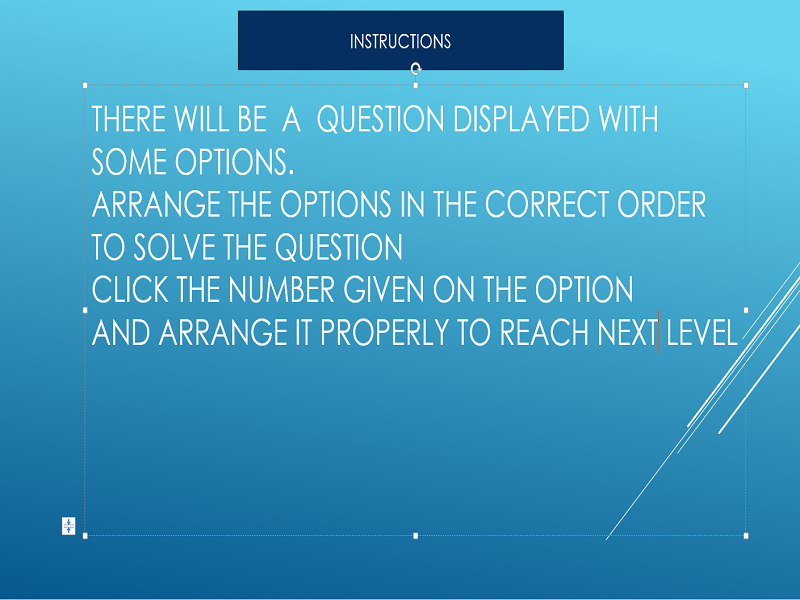 INSTRUCTIONS
THERE WILL BE A QUESTION DISPLAYED WITH
SOME OPTIONS.
ARRANGE THE OPTIONS IN THE CORRECT ORDER
TO SOLVE THE QUESTION
CLICK THE NUMBER GIVEN ON THE OPTION
AND ARRANGE IT PROPERLY TO REACH NEXT LEVEL